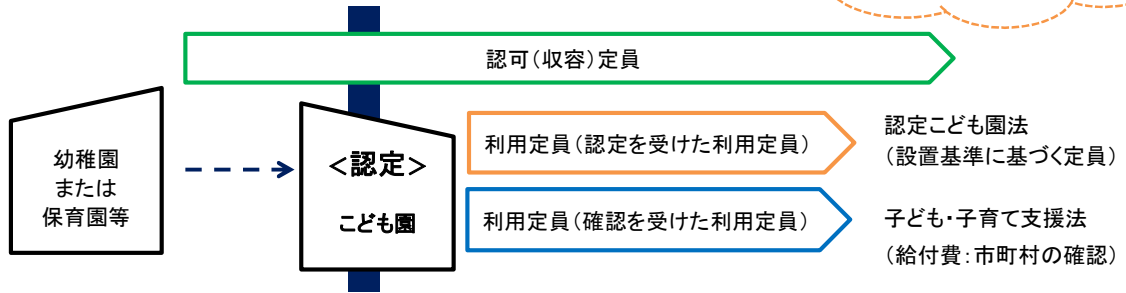 認可(収容)定員
幼稚園
または
保育園等
<認定>
こども園
利用定員(認定を受けた利用定員)
利用定員(確認を受けた利用定員)
認定こども園法
(設置基準に基づく定員)
子ども・子育て支援法
(給付費:市町村の確認)